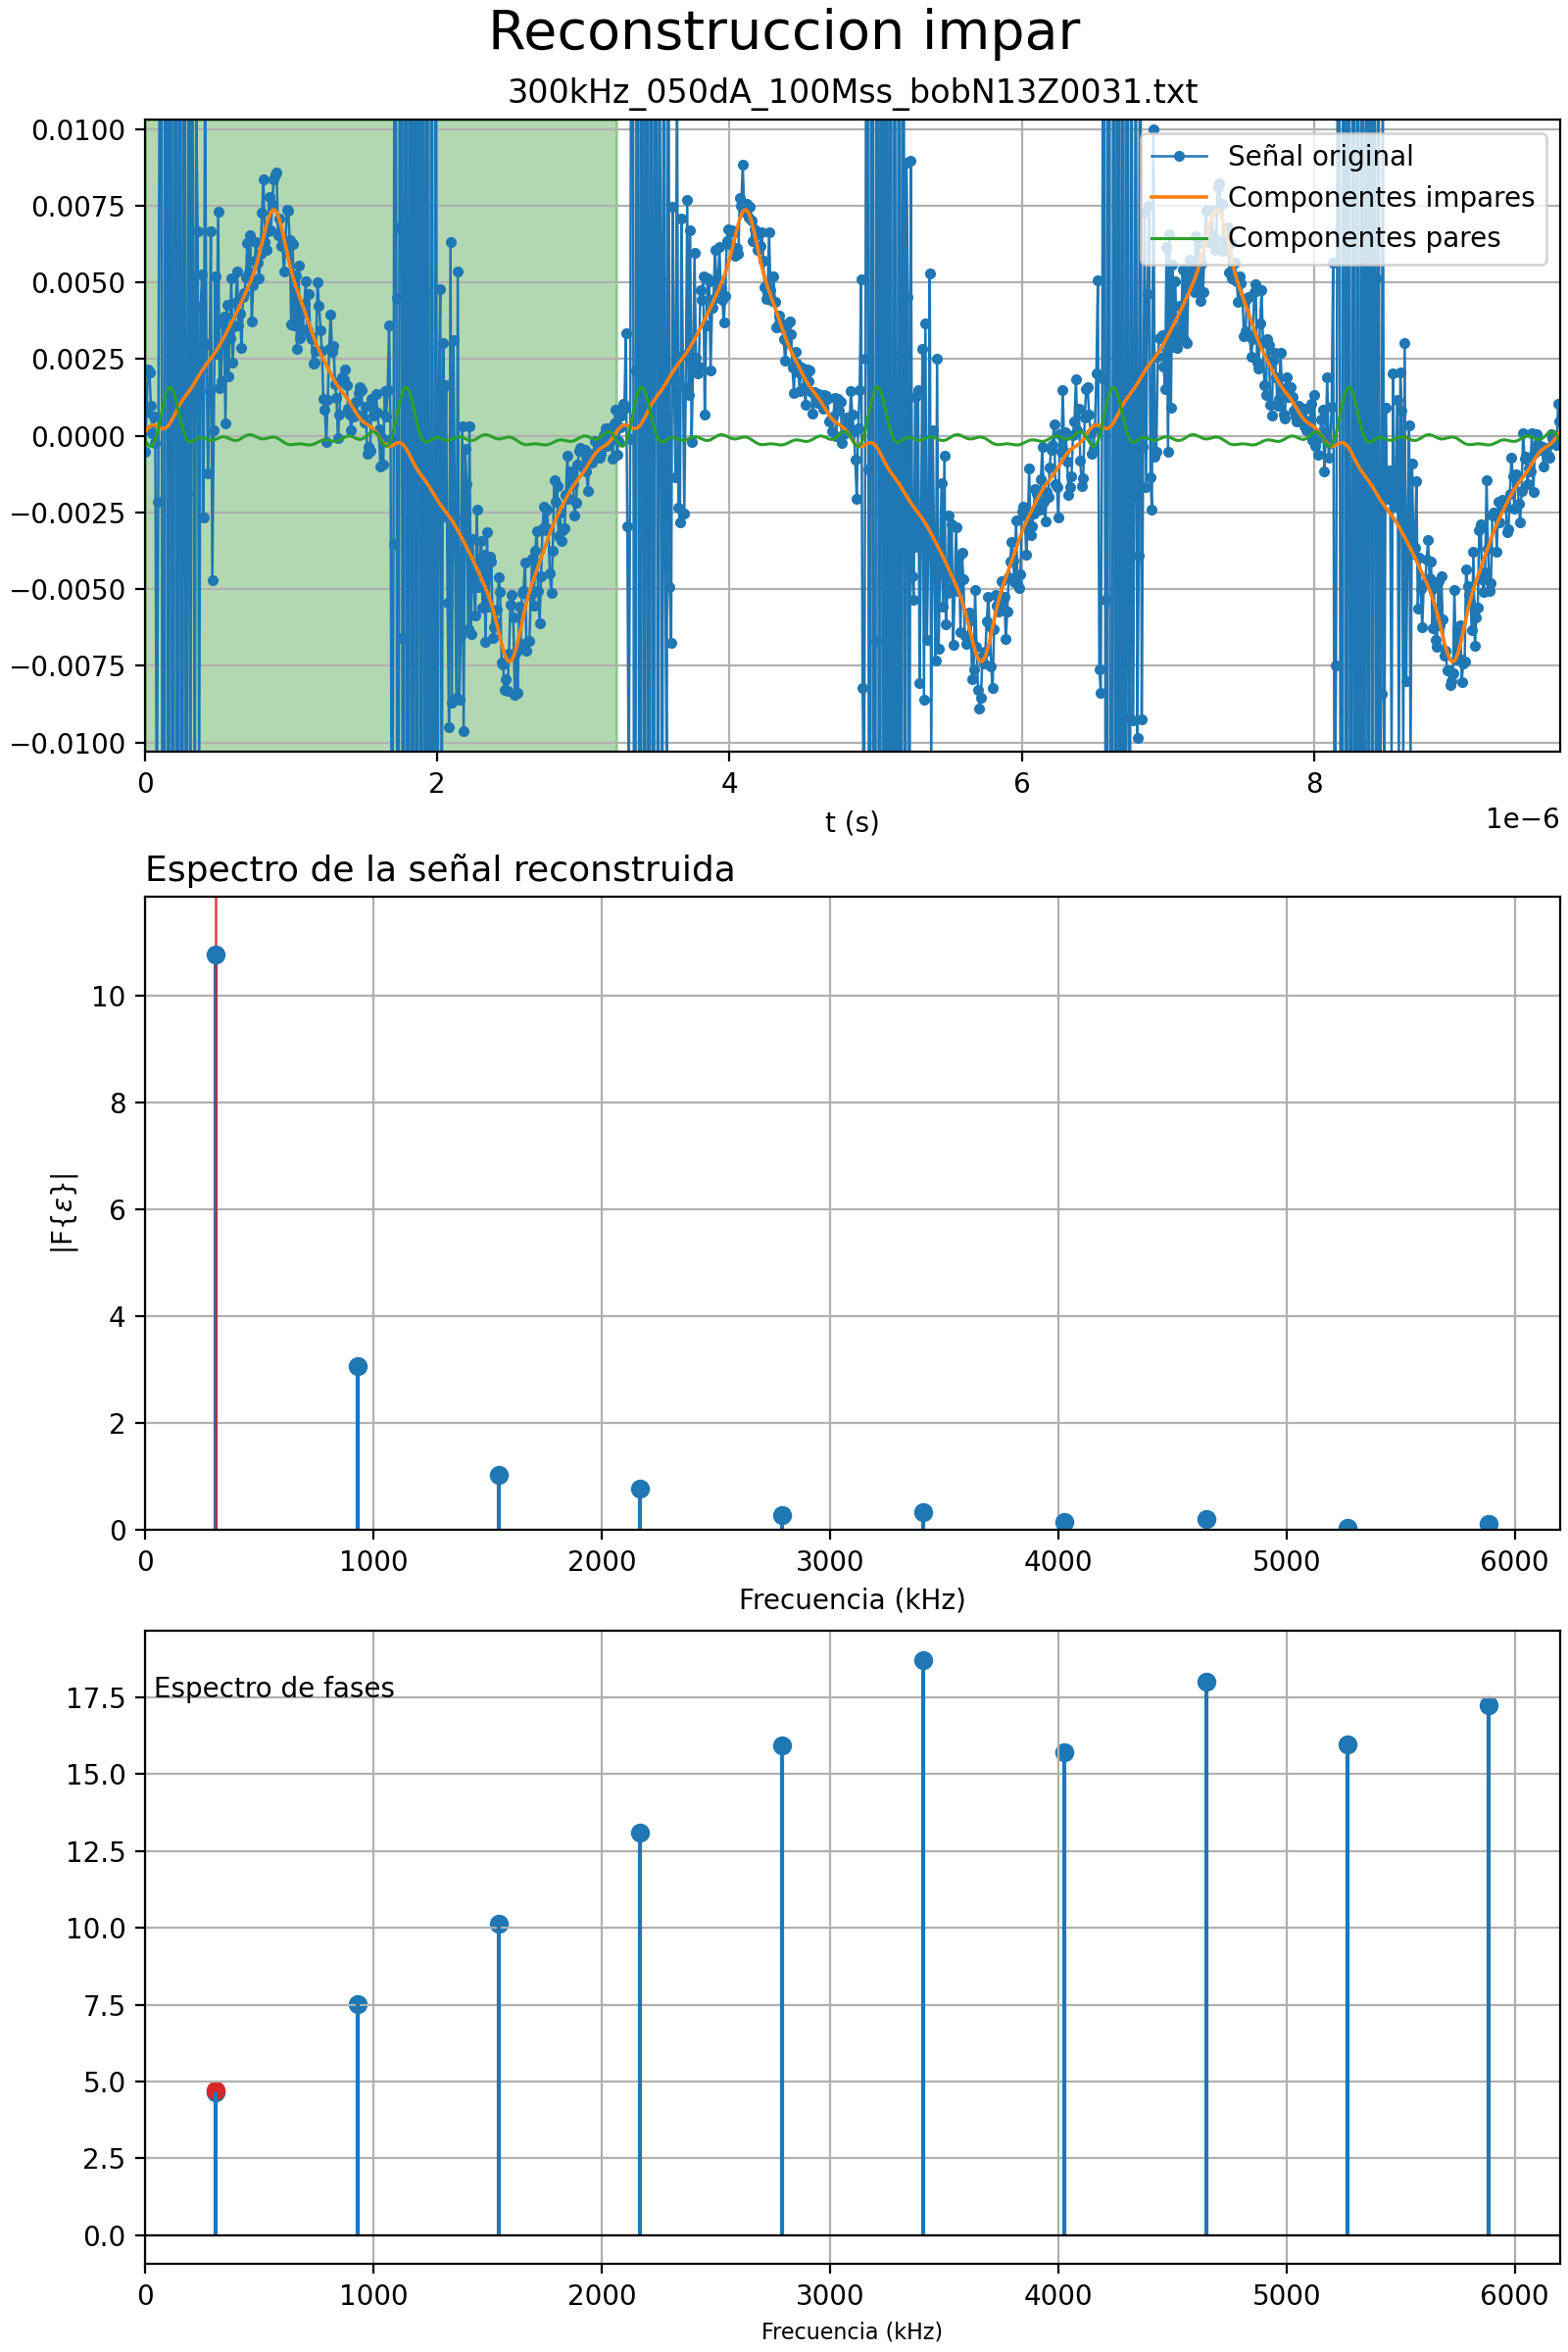 Reconstruccion impar
300kHz_050dA_100Mss_bobN13Z0031.txt
0.0100
0.0075
0.0050
0.0025
0.0000
−0.0025
−0.0050
−0.0075
−0.0100
Señal original
Componentes impares
Componentes pares
0 2 4 6 8
t (s)
1e−6
Espectro de la señal reconstruida
10
8
6
4
2
0
|F{ε}|
0 1000 2000 3000 4000 5000 6000
Frecuencia (kHz)
Espectro de fases
17.5
15.0
12.5
10.0
7.5
5.0
2.5
0.0
0 1000 2000 3000 4000 5000 6000
Frecuencia (kHz)